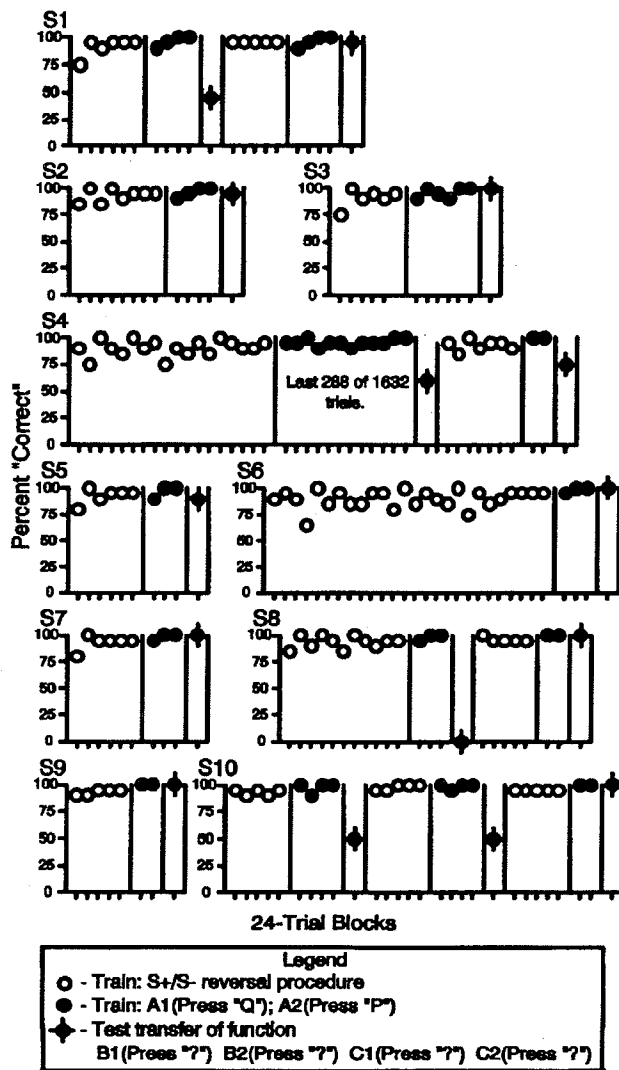 S1
100
75
50
25
0
S2
100
75
50
25
0
S3
100
75
50
25
0
S4
100
75
50
25
0
Last 288 of 1632
trials.
Percent "Correct"
S5
100
75
50
25
0
S6
100
75
50
25
0
S7
100
75
50
25
0
S8
100
75
50
25
0
S9
100
75
50
25
0
S10
100
75
50
25
0
24-Trial Blocks
Legend
- Train: S+/S- reversal procedure
- Train: A1(Press "Q"); A2(Press "P")
- Test transfer of function
B1(Press "?") B2(Press "?") C1(Press "?") C2(Press "?")